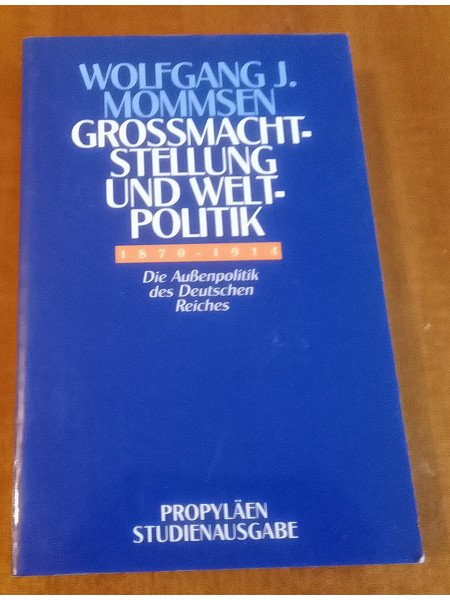 WOLFGANG J.
MOMMSEN
GROSSMACHT-
STELLUNG
UND WELT-
POLITIK
1870-1914
Die Außenpolitik
des Deutschen
Reiches
PROPYLÄEN
STUDIENAUSGABE